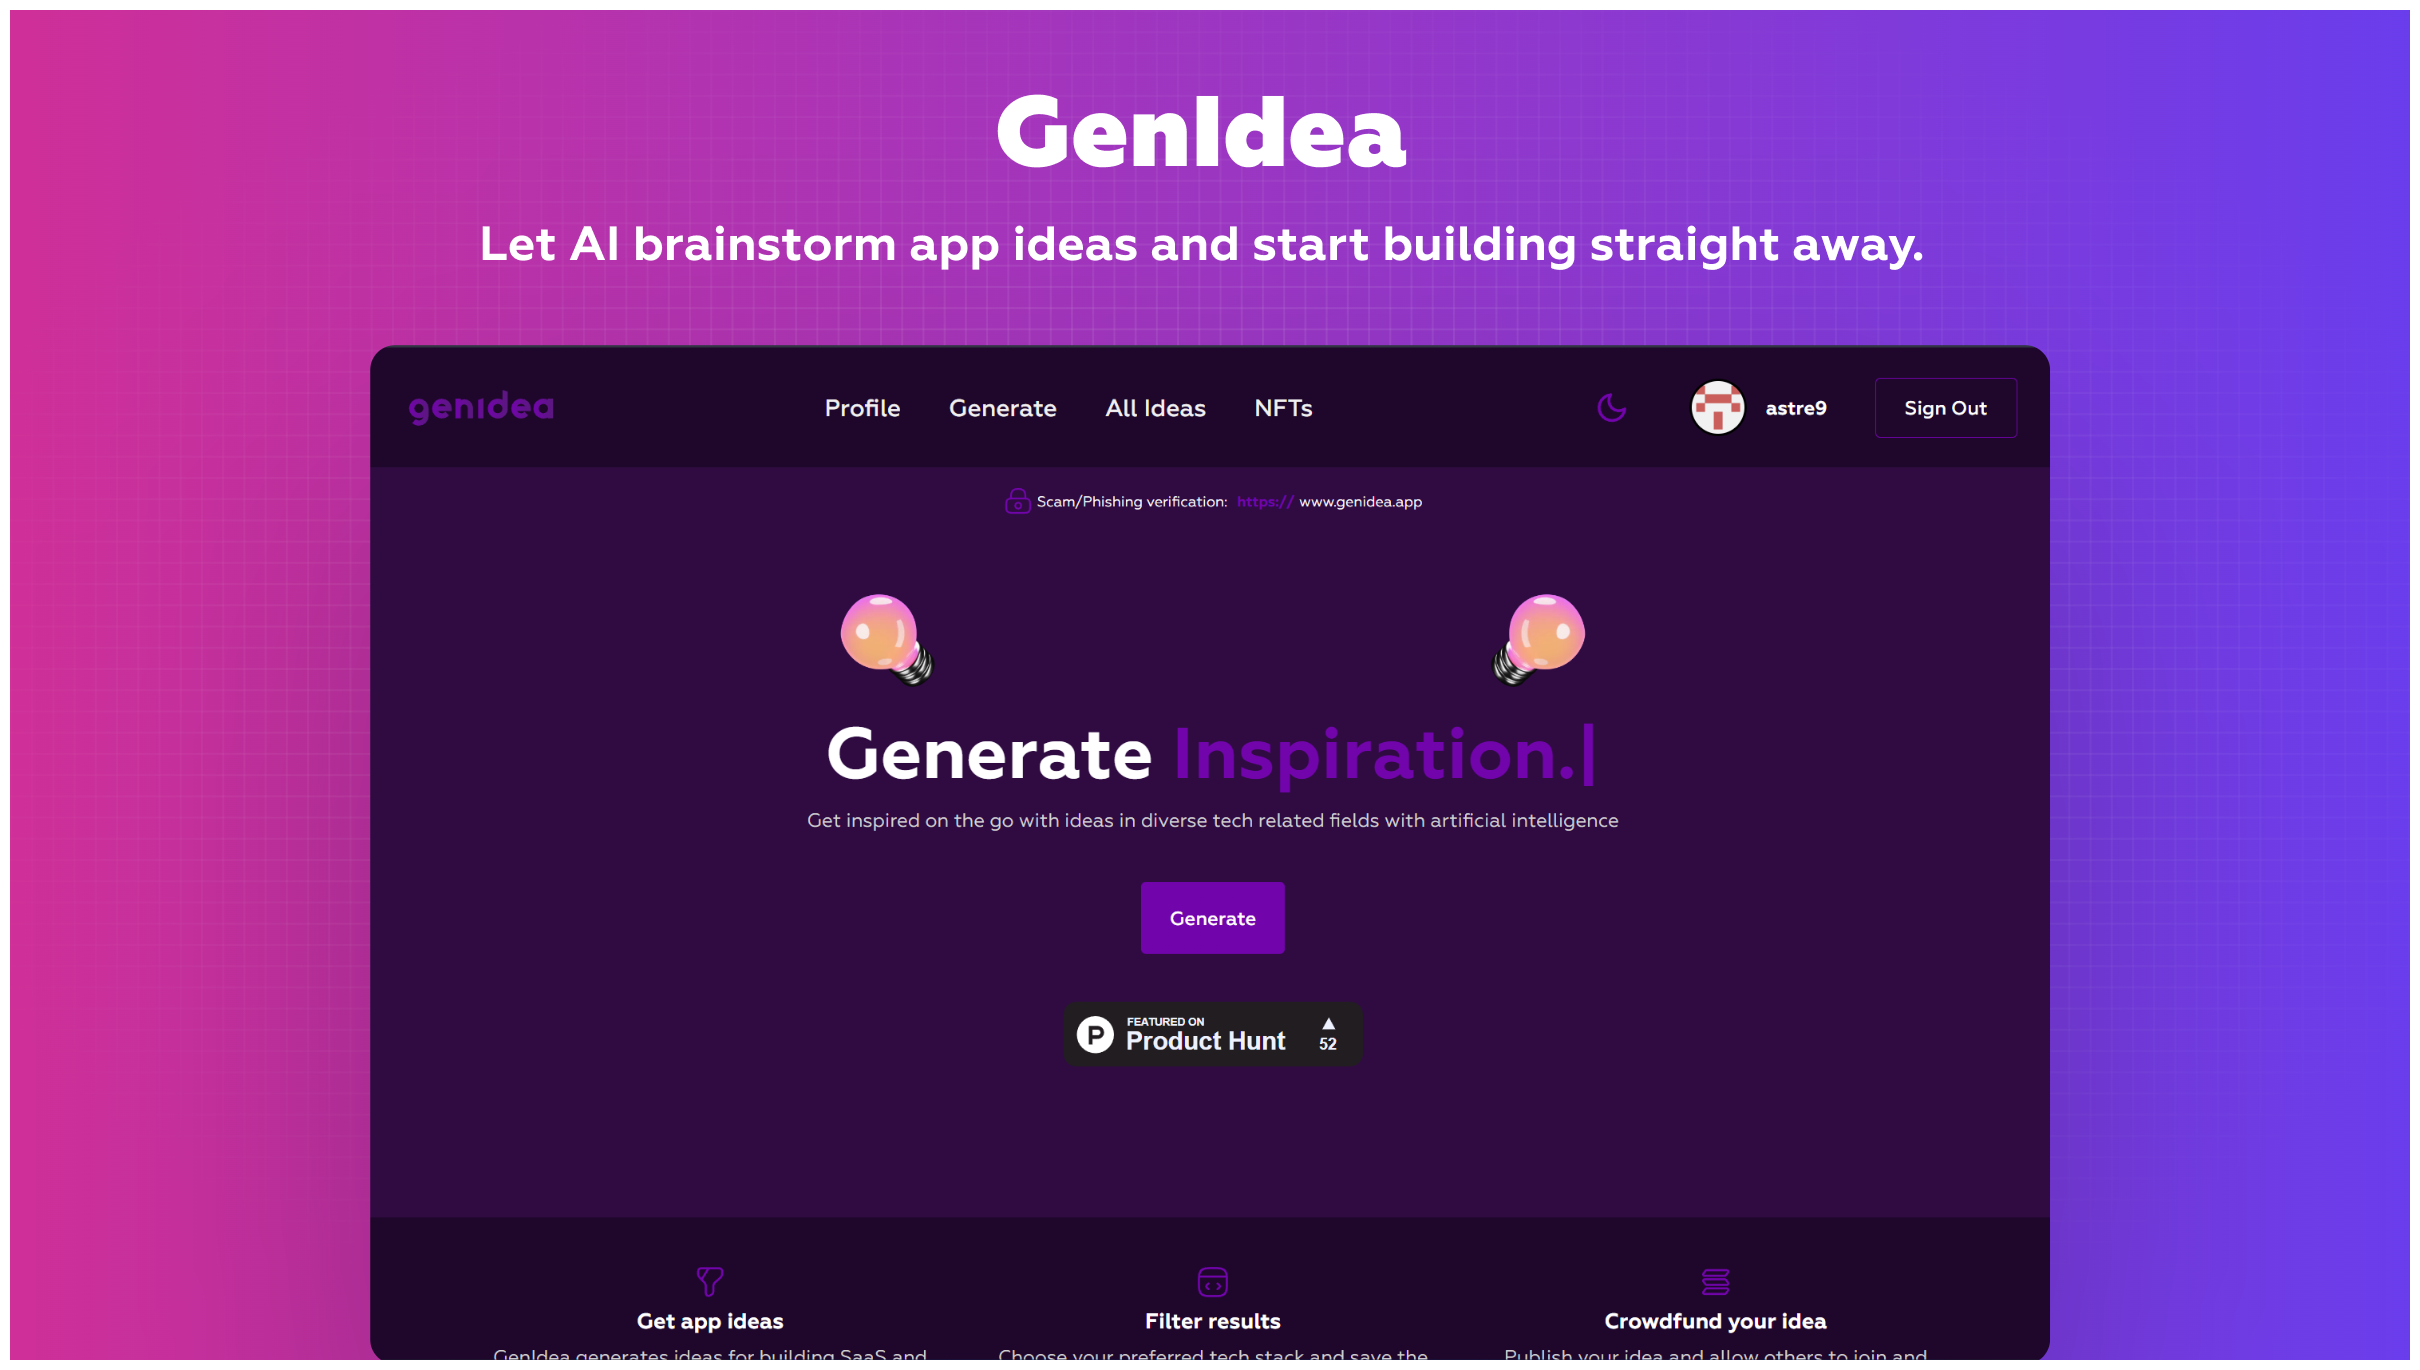 GenIdea
Let AI brainstorm app ideas and start building straight away.
genidea
Profile
Generate
All Ideas
NFTs
astre9
Sign Out
Scam/Phishing verification: https:// www.genidea.app
Generate Inspiration.|
Get inspired on the go with ideas in diverse tech related fields with artificial intelligence
Generate
P
FEATURED ON
Product Hunt
▲
52
Get app ideas
GenIdea generates ideas for building SaaS and
Filter results
Choose your preferred tech stack and save the
Crowdfund your idea
Publish your idea and allow others to join and